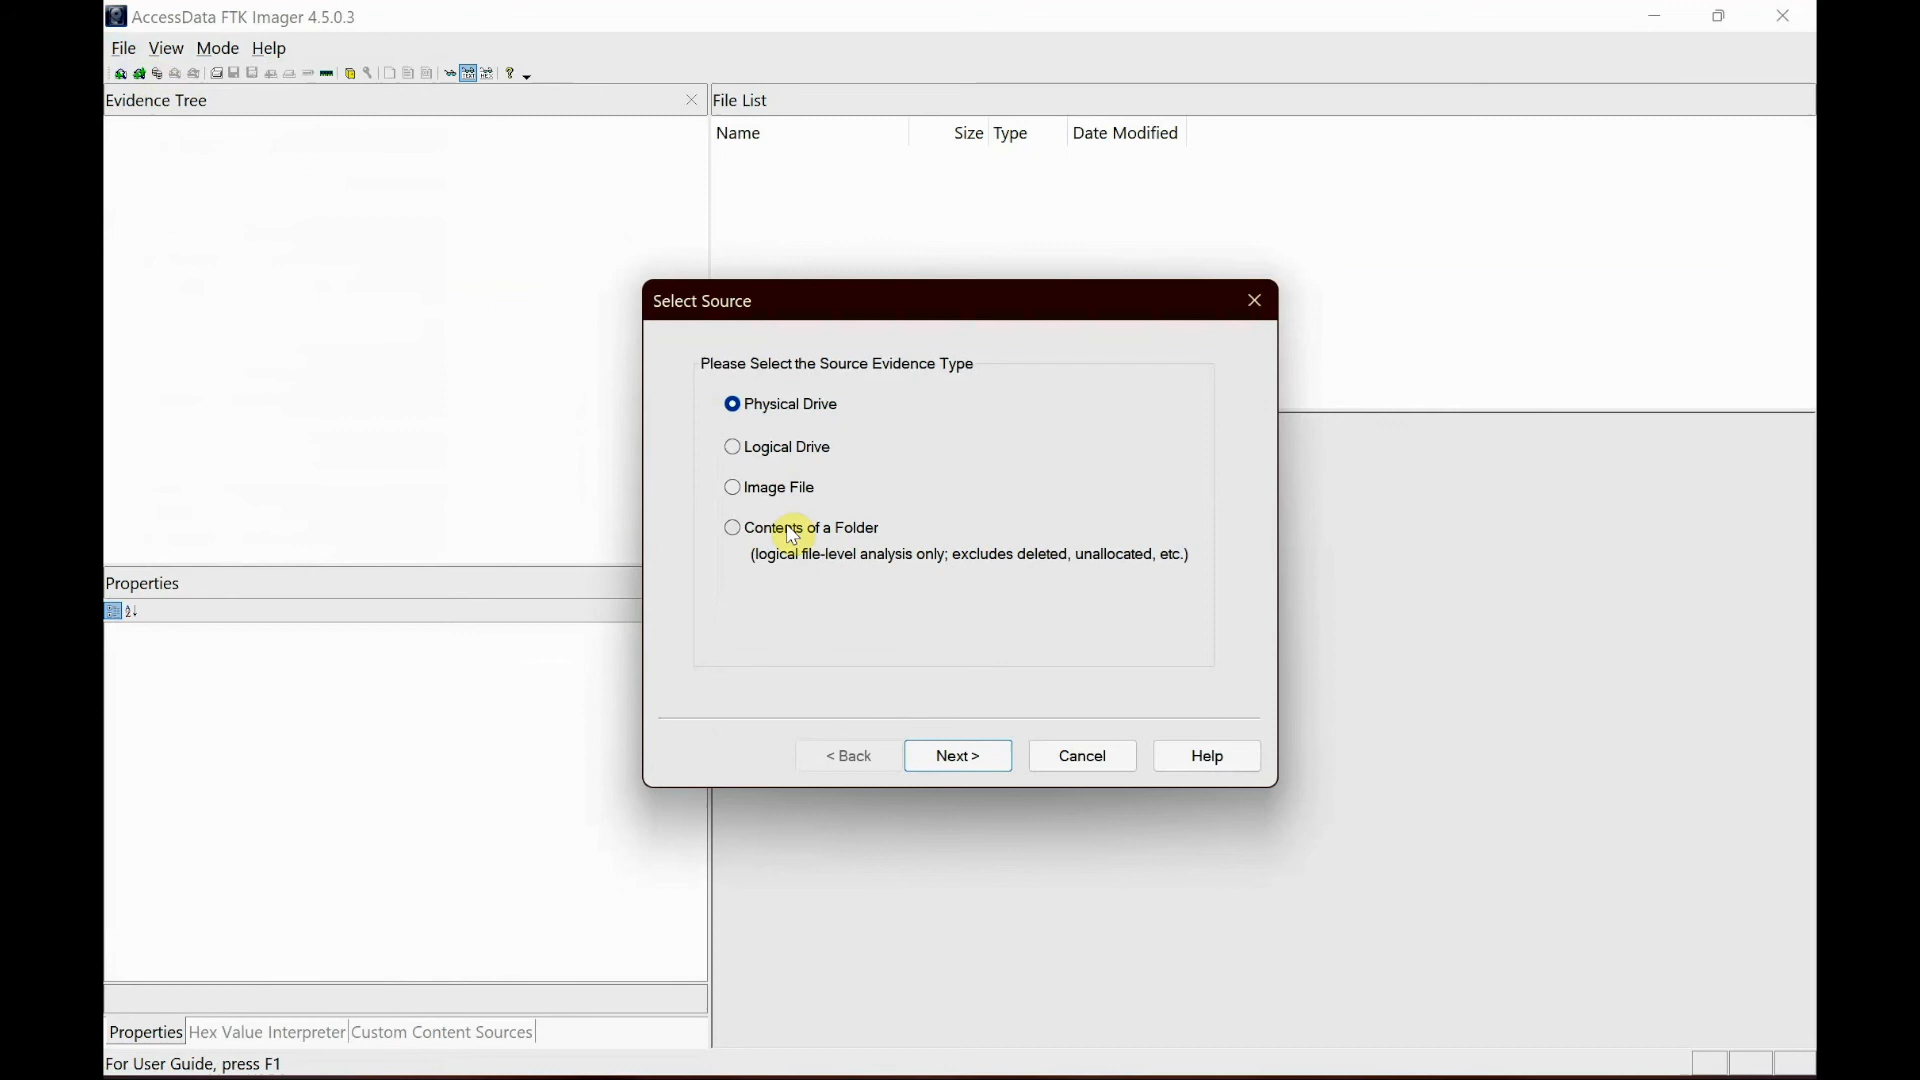 AccessData FTK Imager 4.5.0.3
File View Mode Help
Evidence Tree
File List
Name Size Type Date Modified
Select Source
Please Select the Source Evidence Type
Physical Drive
Logical Drive
Image File
Contents of a Folder
(logical file-level analysis only; excludes deleted, unallocated, etc.)
< Back Next > Cancel Help
Properties
Properties Hex Value Interpreter Custom Content Sources
For User Guide, press F1